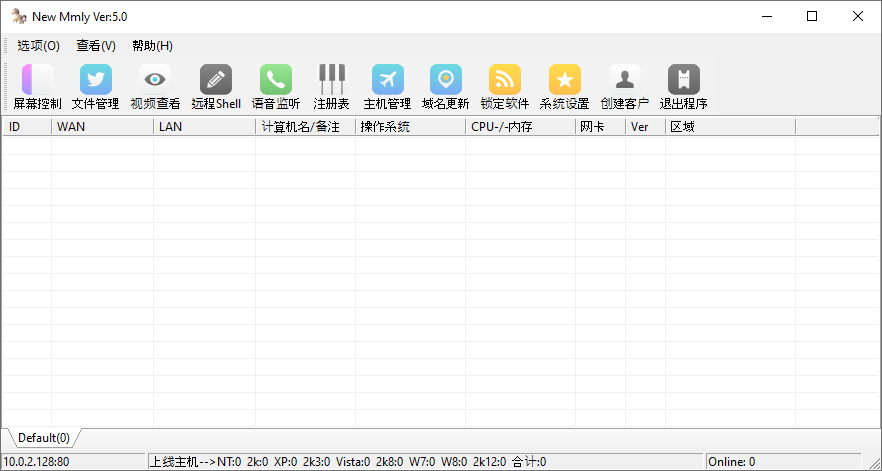 New Mmly Ver:5.0
选项(O) 查看(V) 帮助(H)
屏幕控制 文件管理 视频查看 远程Shell 语音监听 注册表 主机管理 域名更新 锁定软件 系统设置 创建客户 退出程序
ID WAN LAN 计算机名/备注 操作系统 CPU-/-内存 网卡 Ver 区域
Default(0)
10.0.2.128:80 上线主机-->NT:0 2k:0 XP:0 2k3:0 Vista:0 2k8:0 W7:0 W8:0 2k12:0 合计:0 Online: 0